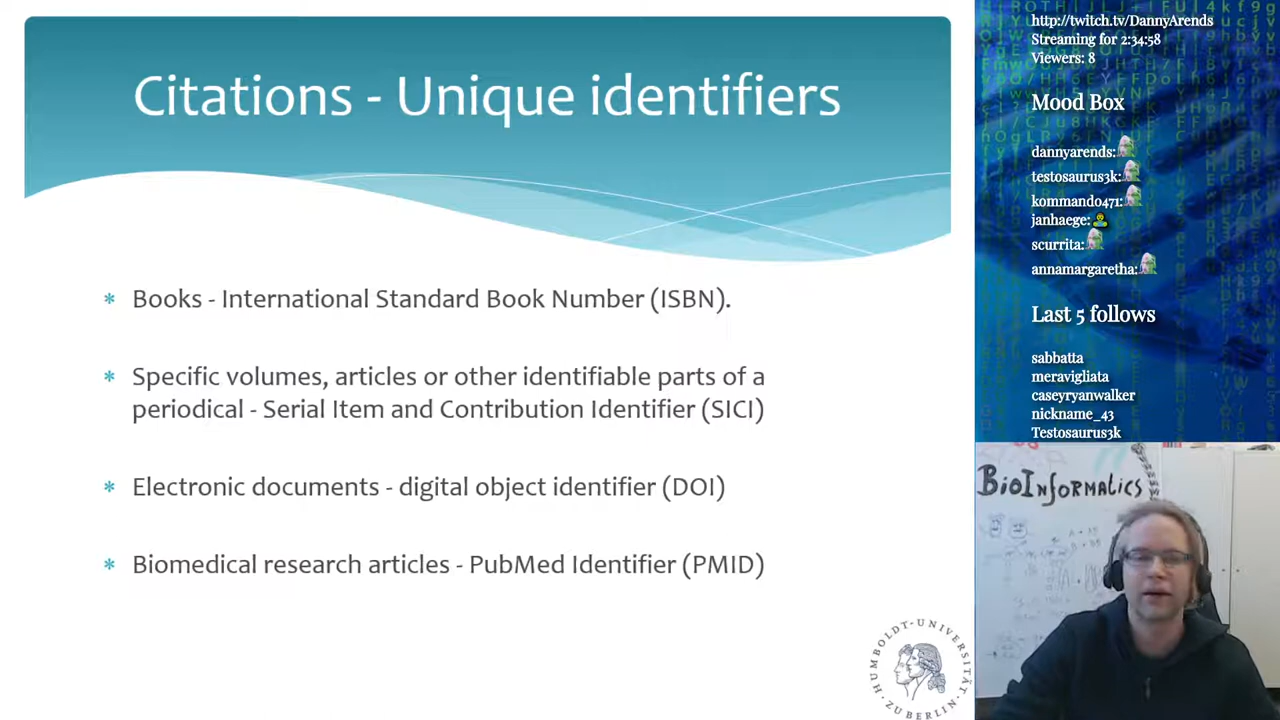 Citations - Unique identifiers
* Books - International Standard Book Number (ISBN).
* Specific volumes, articles or other identifiable parts of a
periodical - Serial Item and Contribution Identifier (SICI)
* Electronic documents - digital object identifier (DOI)
* Biomedical research articles - PubMed Identifier (PMID)
HUMBOLDT-UNIVERSITÄT
ZU BERLIN
http://twitch.tv/DannyArends
Streaming for 2:34:58
Viewers: 8
Mood Box
dannyarends:
testosaurus3k:
kommando471:
janhaege:
scurrita:
annamargaretha:
Last 5 follows
sabbatta
meravigliata
caseyryanwalker
nickname_43
Testosaurus3k
BioInformatics